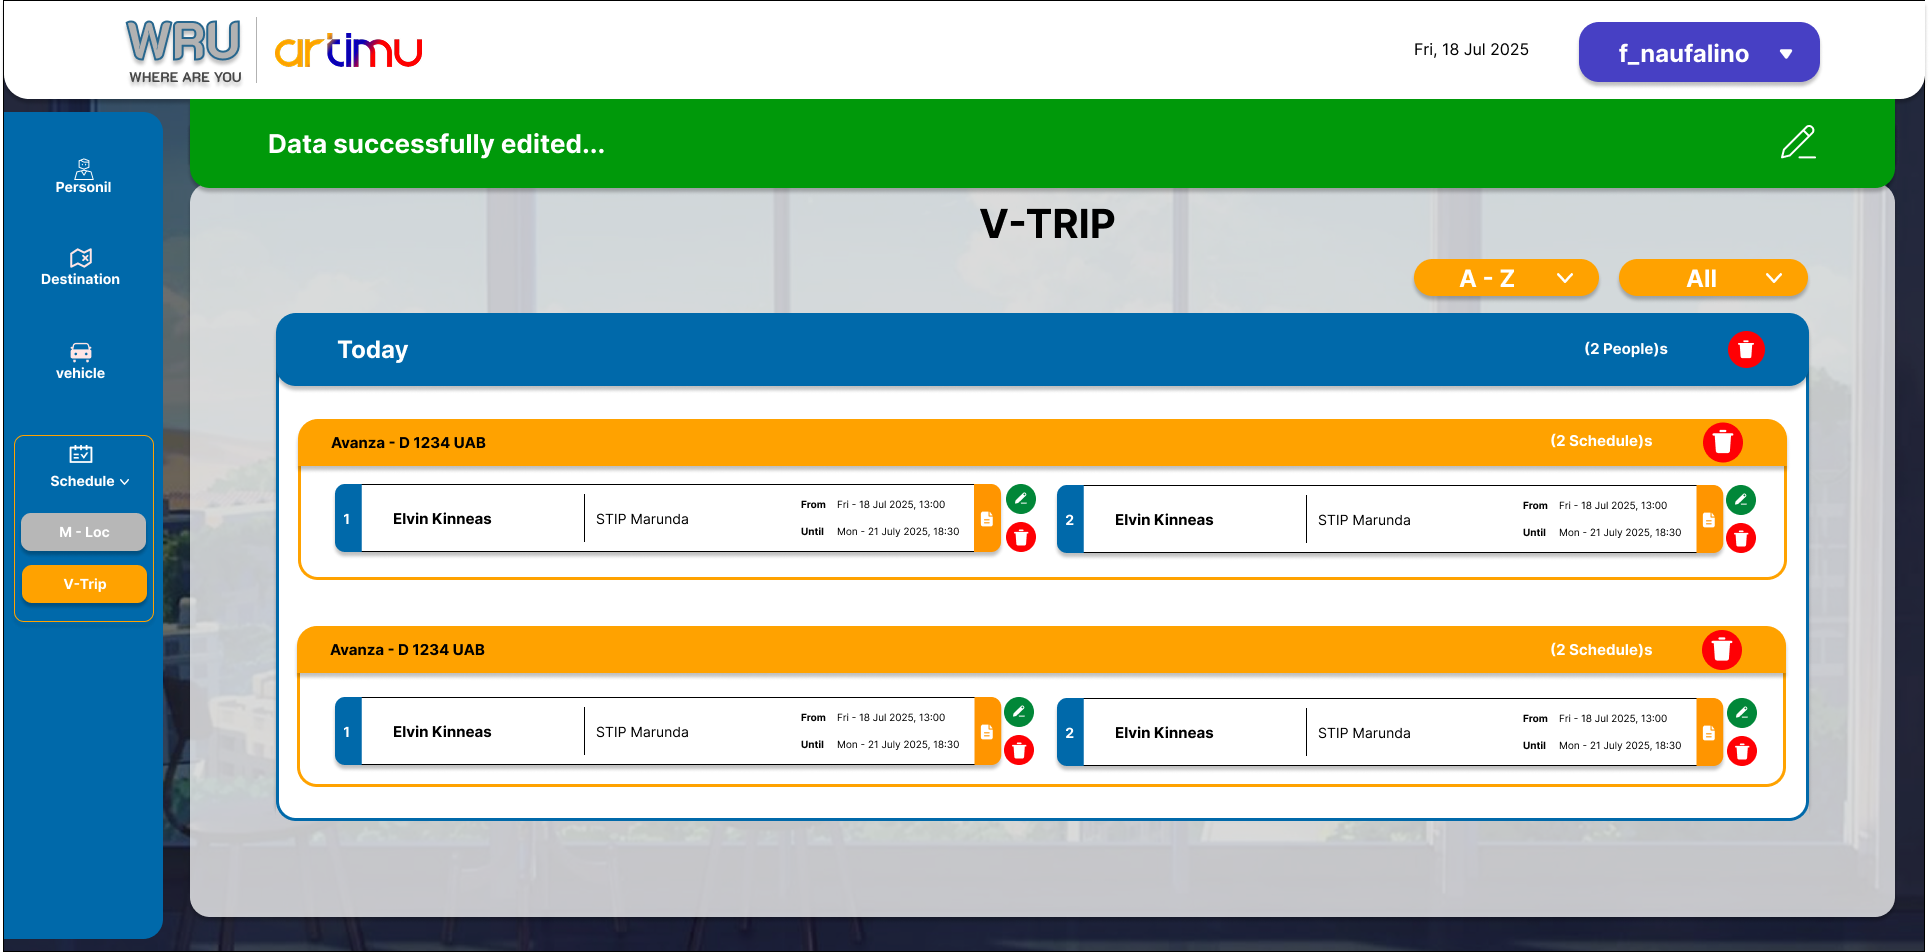 WRU
WHERE ARE YOU
artimu
Fri, 18 Jul 2025
f_naufalino
Data successfully edited...
Personil
Destination
vehicle
Schedule
M - Loc
V-Trip
V-TRIP
A - Z
All
Today
(2 People)s
Avanza - D 1234 UAB
(2 Schedule)s
1
Elvin Kinneas
STIP Marunda
From Fri - 18 Jul 2025, 13:00
Until Mon - 21 July 2025, 18:30
2
Elvin Kinneas
STIP Marunda
From Fri - 18 Jul 2025, 13:00
Until Mon - 21 July 2025, 18:30
Avanza - D 1234 UAB
(2 Schedule)s
1
Elvin Kinneas
STIP Marunda
From Fri - 18 Jul 2025, 13:00
Until Mon - 21 July 2025, 18:30
2
Elvin Kinneas
STIP Marunda
From Fri - 18 Jul 2025, 13:00
Until Mon - 21 July 2025, 18:30